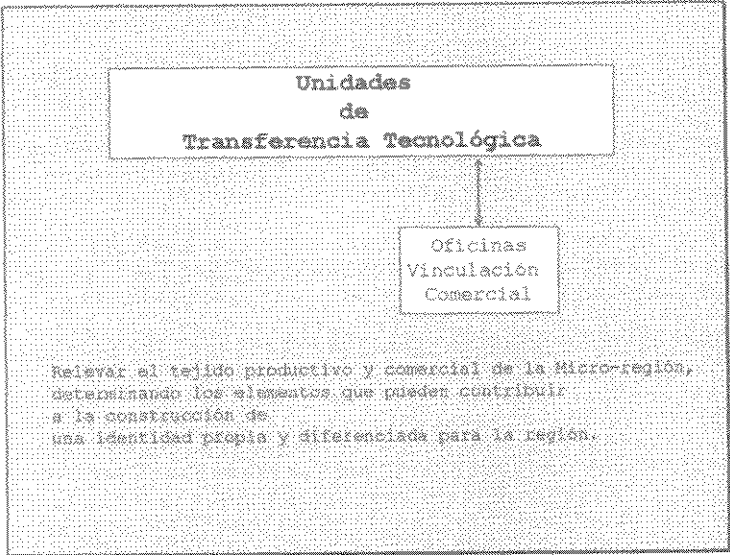 Unidades
de
Transferencia Tecnológica
Oficinas
Vinculación
Comercial
Relevar el tejido productivo y comercial de la Micro-región,
determinando los elementos que pueden contribuir
a la construcción de
una identidad propia y diferenciada para la región.